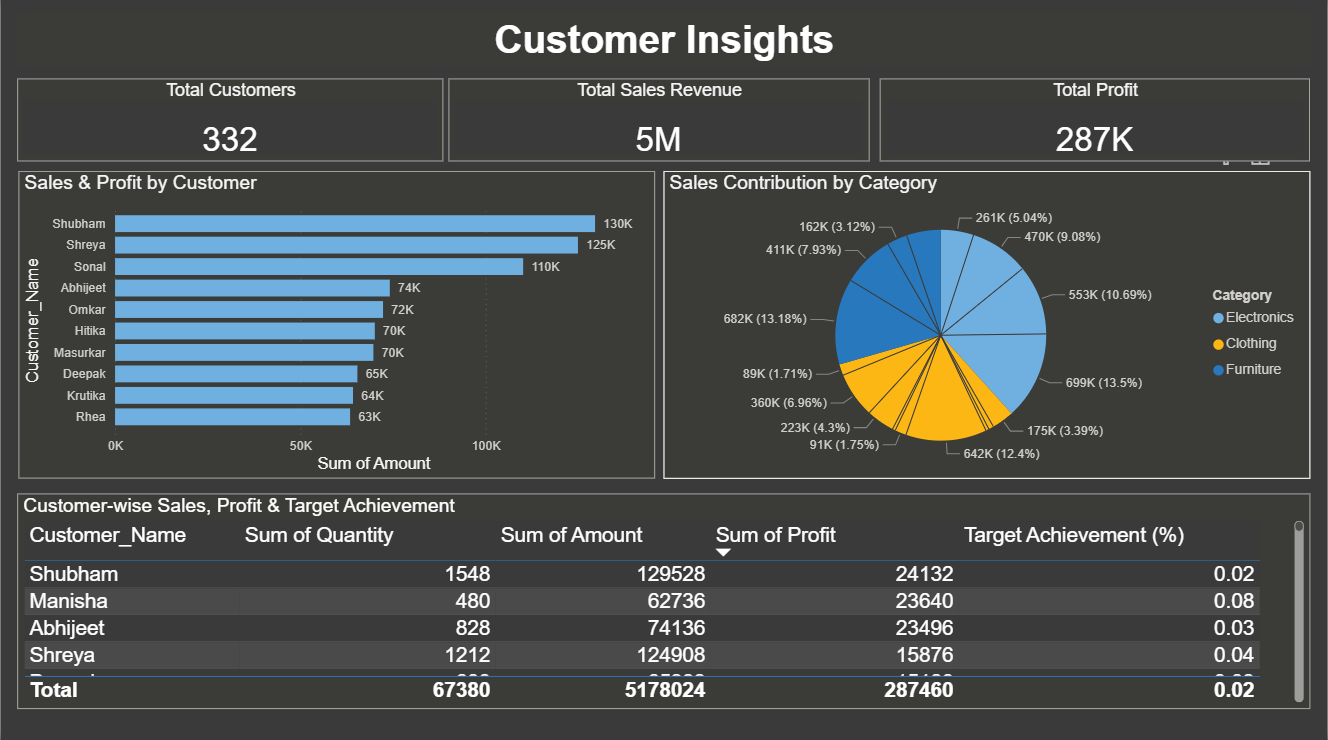 Customer Insights
Total Customers
332
Total Sales Revenue
5M
Total Profit
287K
Sales & Profit by Customer
Customer_Name
Shubham 130K
Shreya 125K
Sonal 110K
Abhijeet 74K
Omkar 72K
Hitika 70K
Masurkar 70K
Deepak 65K
Krutika 64K
Rhea 63K
0K 50K 100K
Sum of Amount
Sales Contribution by Category
261K (5.04%)
470K (9.08%)
553K (10.69%)
699K (13.5%)
175K (3.39%)
642K (12.4%)
91K (1.75%)
223K (4.3%)
360K (6.96%)
89K (1.71%)
682K (13.18%)
411K (7.93%)
162K (3.12%)
Category
Electronics
Clothing
Furniture
Customer-wise Sales, Profit & Target Achievement
Customer_Name Sum of Quantity Sum of Amount Sum of Profit Target Achievement (%)
Shubham 1548 129528 24132 0.02
Manisha 480 62736 23640 0.08
Abhijeet 828 74136 23496 0.03
Shreya 1212 124908 15876 0.04
Total 67380 5178024 287460 0.02